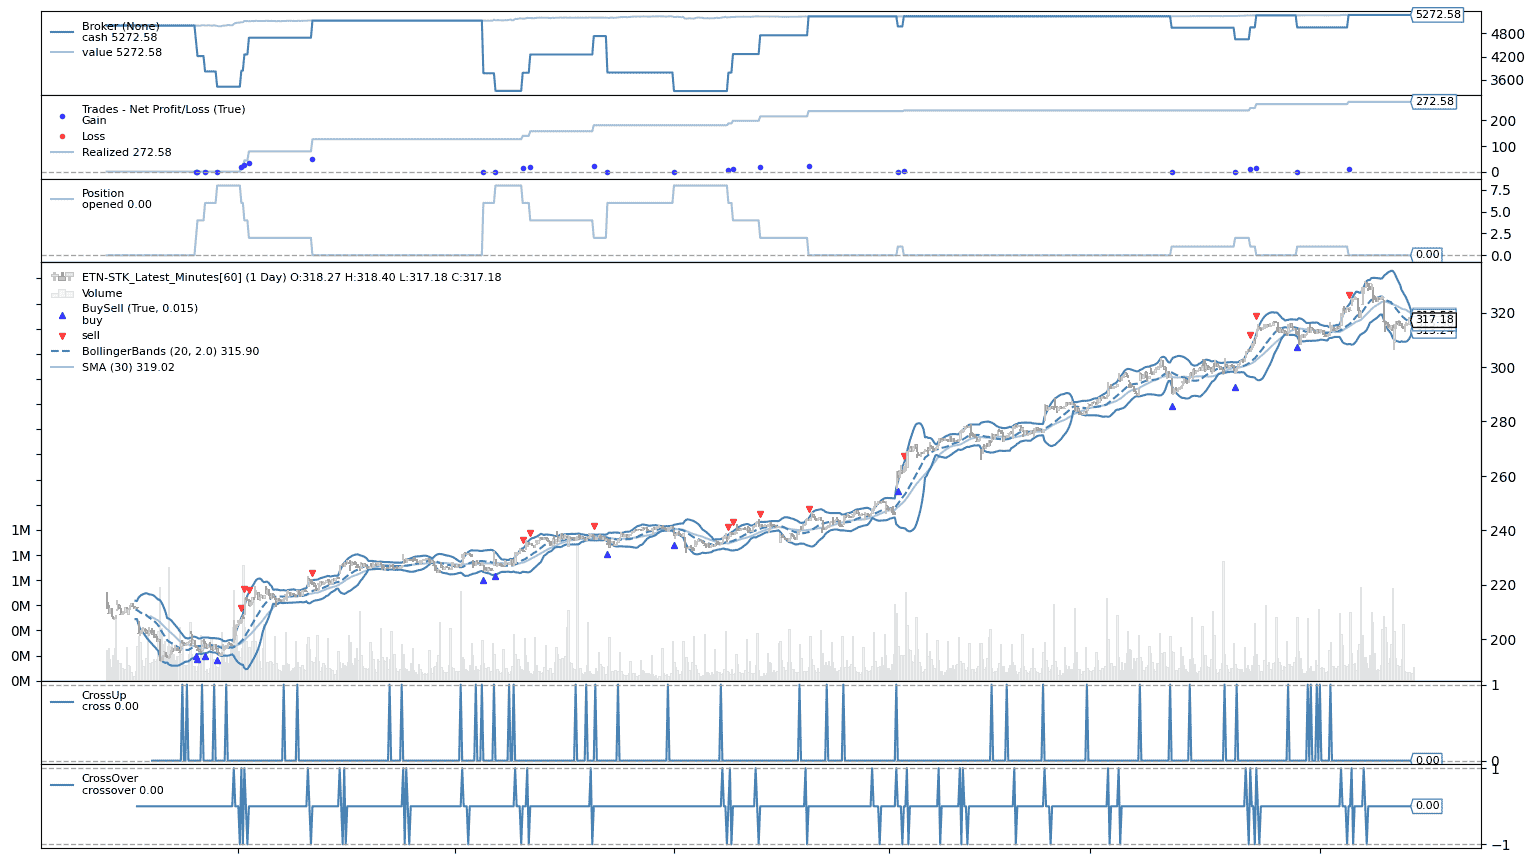 Broker (None)
cash 5272.58
value 5272.58
5272.58
4800
4200
3600
Trades - Net Profit/Loss (True)
Gain
Loss
Realized 272.58
272.58
200
100
0
Position
opened 0.00
7.5
5.0
2.5
0.0
0.00
ETN-STK_Latest_Minutes[60] (1 Day) O:318.27 H:318.40 L:317.18 C:317.18
Volume
BuySell (True, 0.015)
buy
sell
BollingerBands (20, 2.0) 315.90
SMA (30) 319.02
320
317.18
300
280
260
240
220
200
1M
1M
1M
0M
0M
0M
0M
CrossUp
cross 0.00
1
0
0.00
CrossOver
crossover 0.00
1
0.00
−1